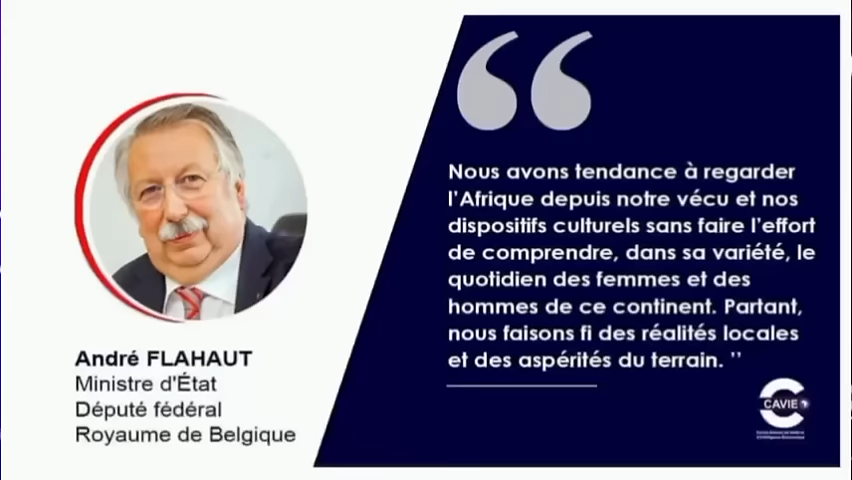 “
Nous avons tendance à regarder
l'Afrique depuis notre vécu et nos
dispositifs culturels sans faire l'effort
de comprendre, dans sa variété, le
quotidien des femmes et des
hommes de ce continent. Partant,
nous faisons fi des réalités locales
et des aspérités du terrain. ’’
André FLAHAUT
Ministre d'État
Député fédéral
Royaume de Belgique
CAVIE